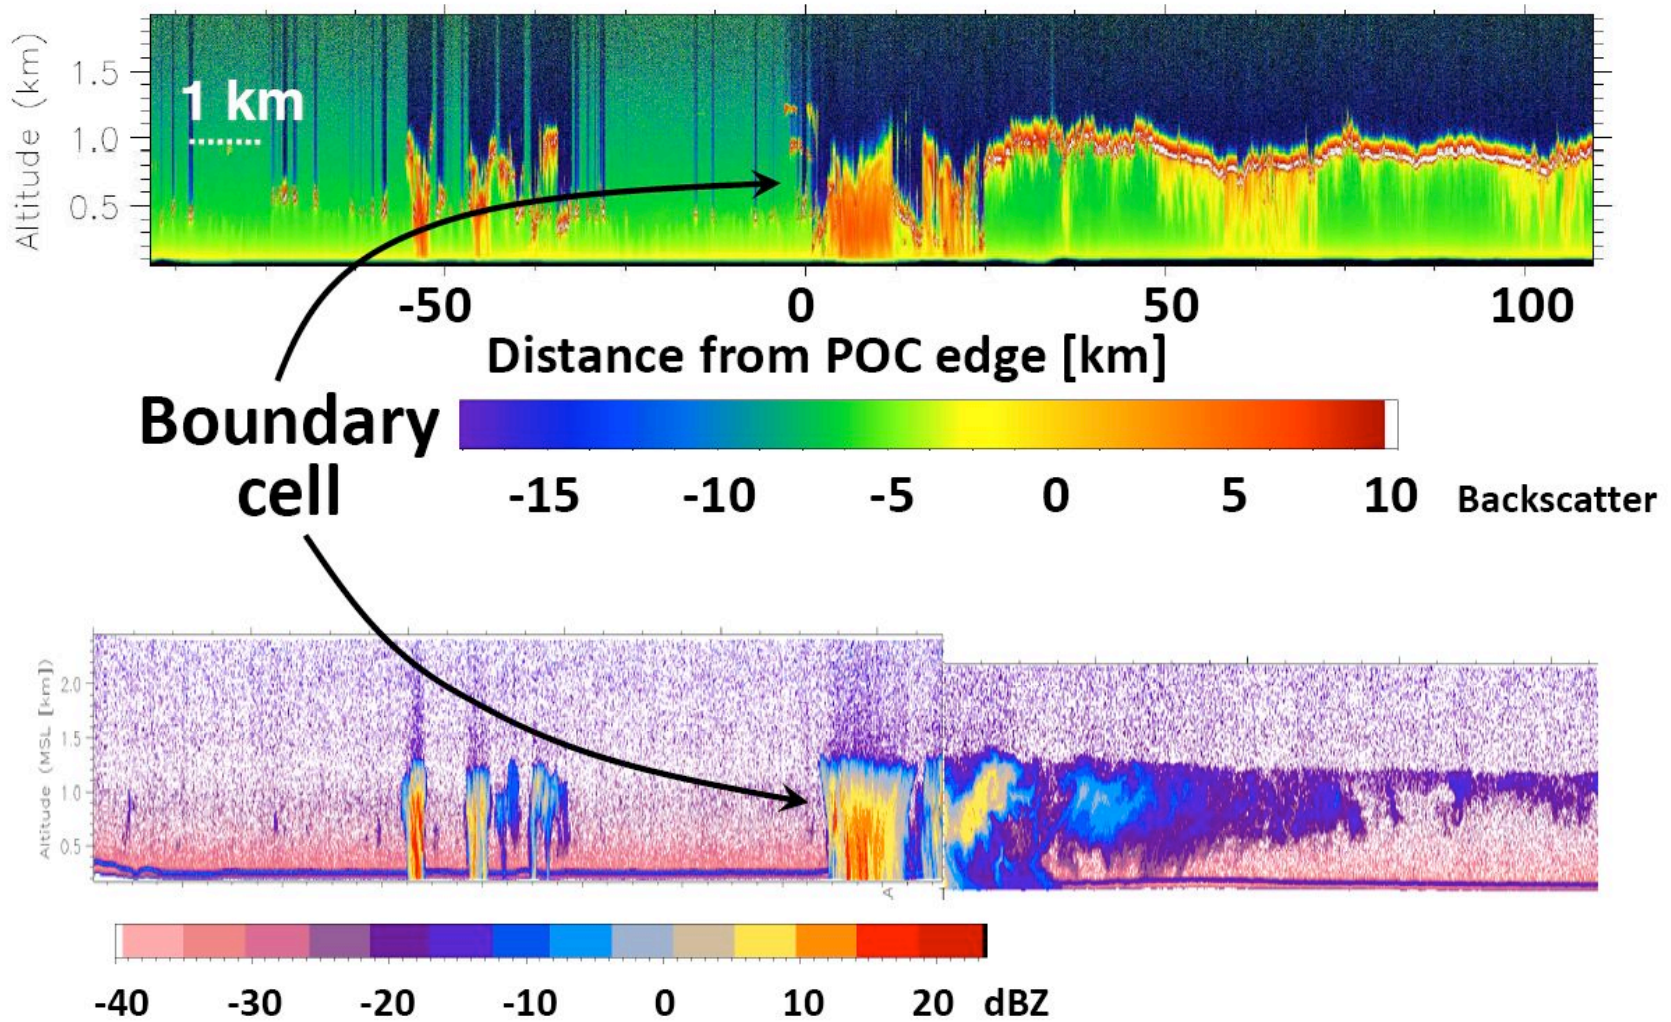 Altitude (km)
1.5
1.0
0.5
1 km
-50
0
50
100
Distance from POC edge [km]
Boundary
cell
-15
-10
-5
0
5
10
Backscatter
Altitude (MSL [km])
2.0
1.5
1.0
0.5
A
-40
-30
-20
-10
0
10
20
dBZ